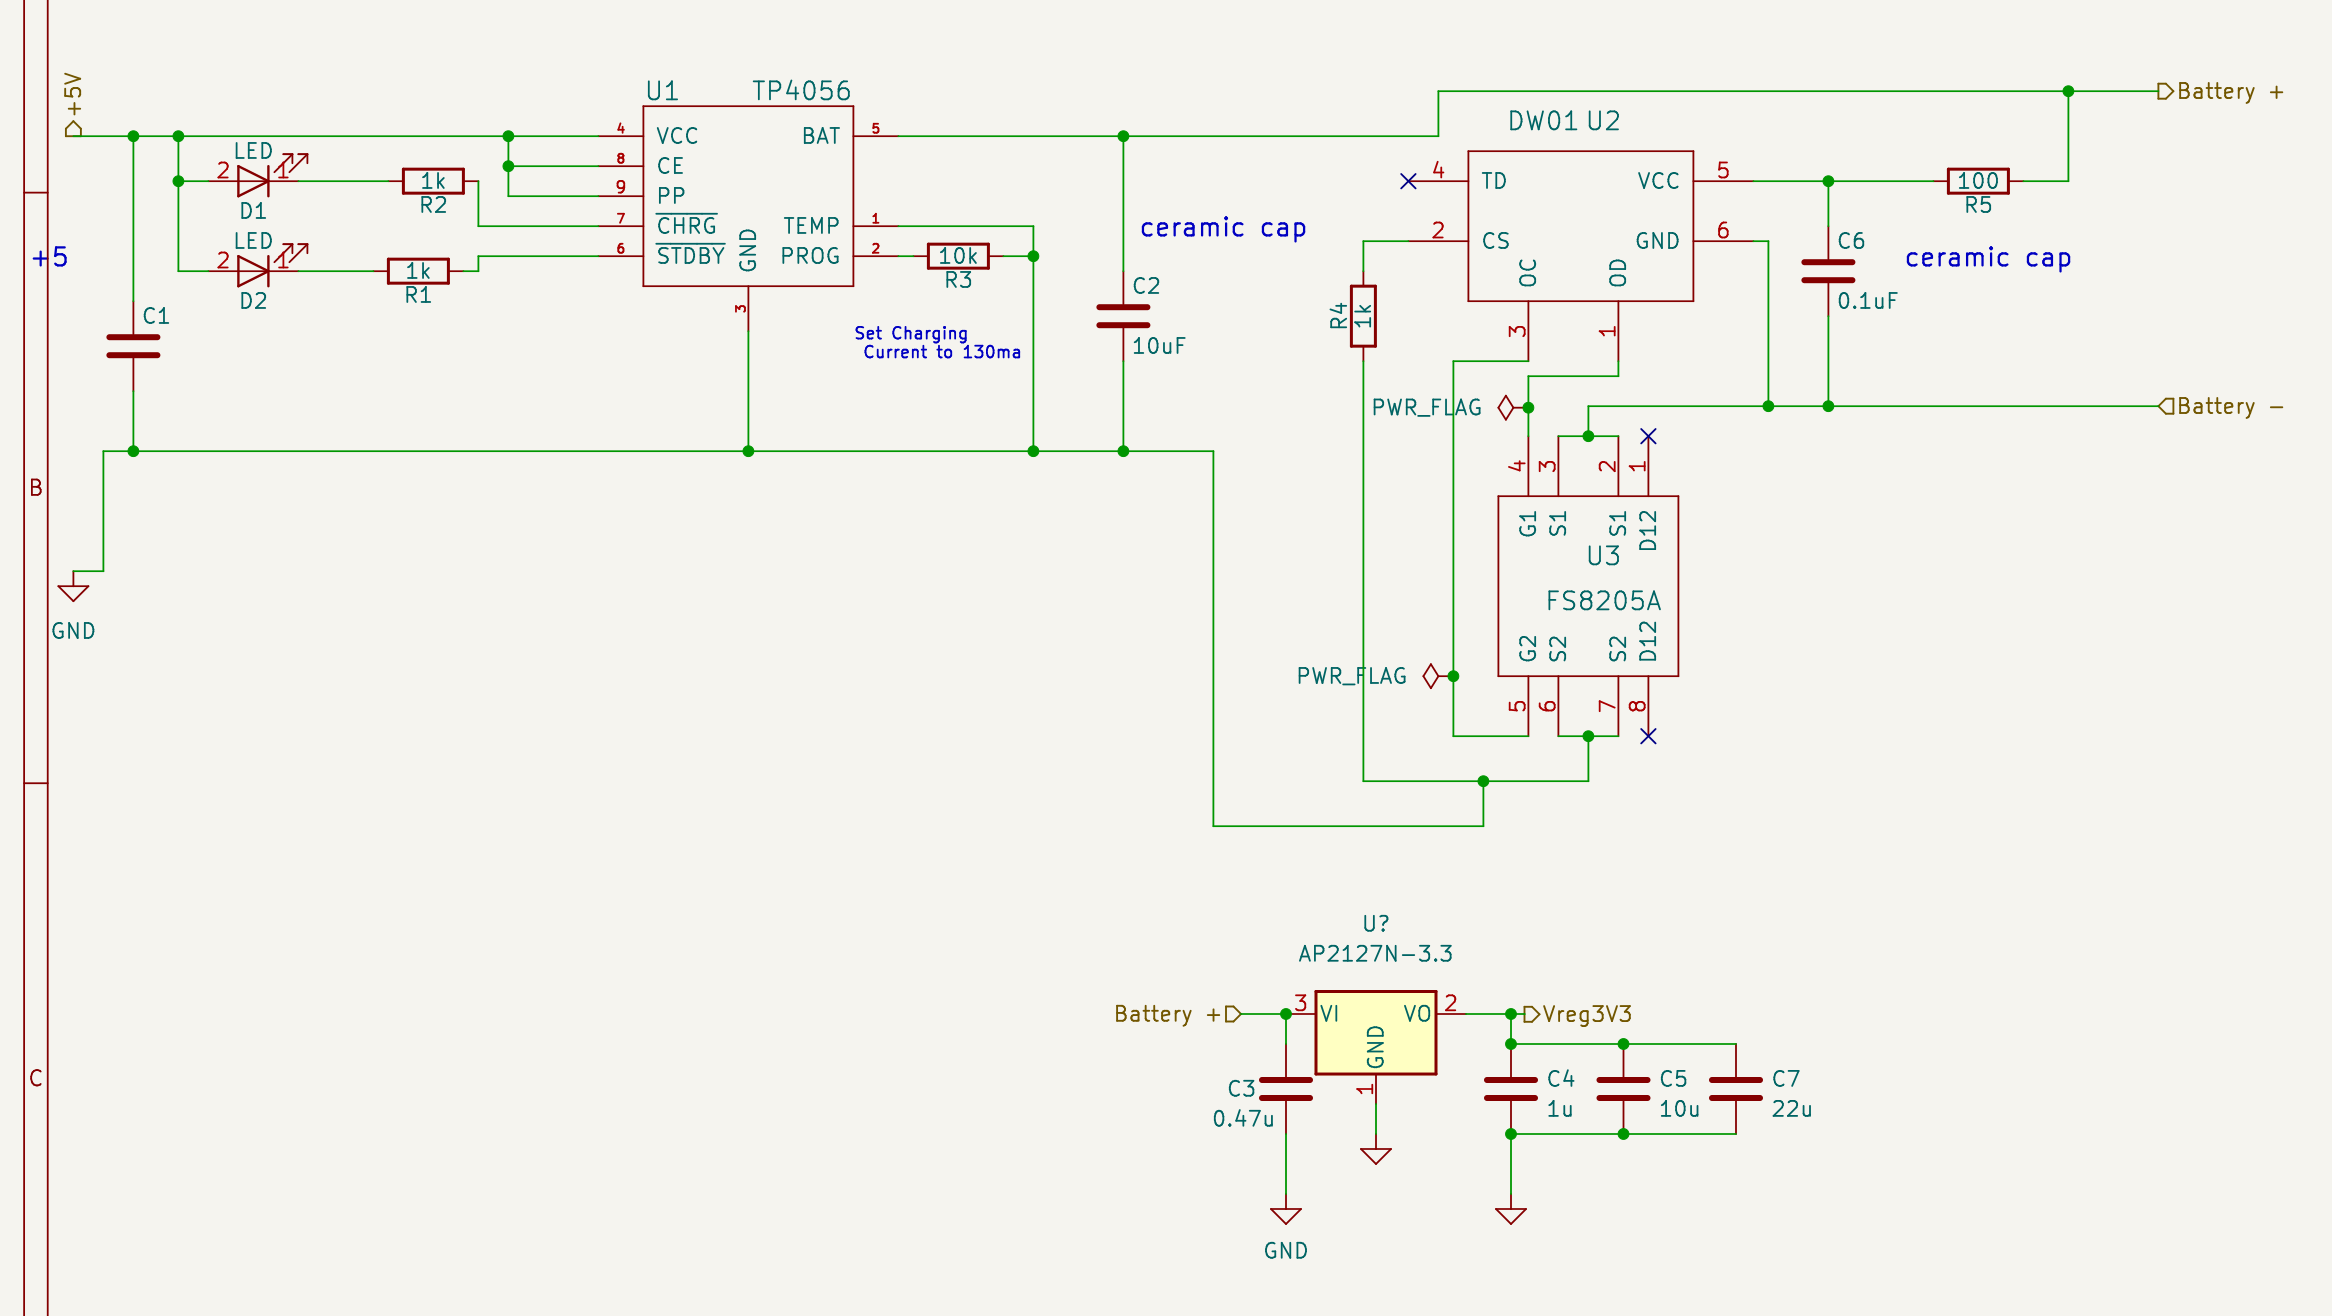 +5V
U1 TP4056
4 VCC BAT 5
8 CE
9 PP
7 CHRG TEMP 1
6 STDBY PROG 2
GND
3
LED
2 1
D1
1k
R2
LED
2 1
D2
1k
R1
+5
C1
10k
R3
Set Charging
Current to 130ma
ceramic cap
C2
10uF
GND
DW01 U2
4 TD VCC 5
2 CS GND 6
OC OD
3 1
R4 1k
100
R5
C6
0.1uF
ceramic cap
Battery +
Battery -
PWR_FLAG
PWR_FLAG
4 3 2 1
G1 S1 S1 D12
U3
FS8205A
G2 S2 S2 D12
5 6 7 8
B
C
U?
AP2127N-3.3
Battery +
3 VI VO 2
GND
1
Vreg3V3
C3
0.47u
C4
1u
C5
10u
C7
22u
GND